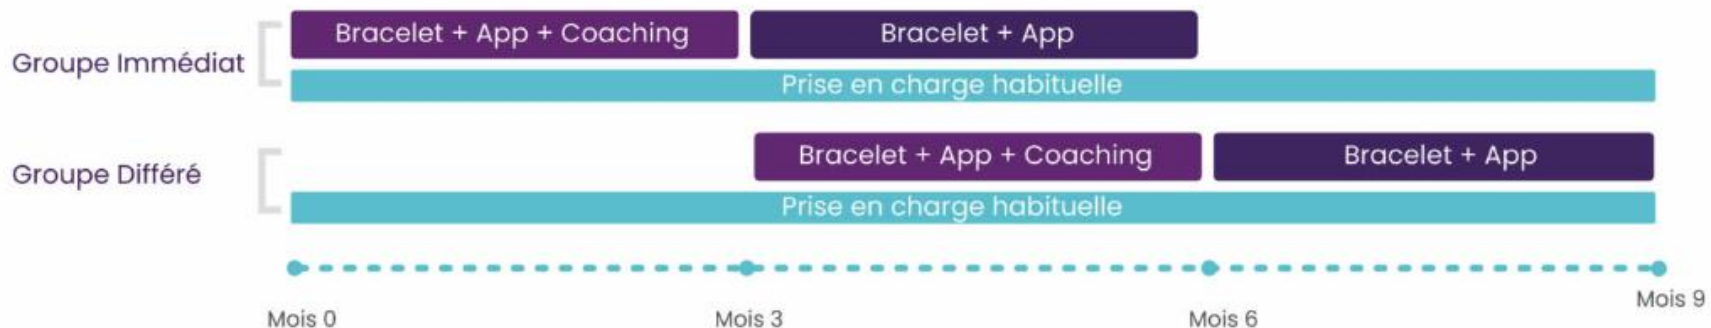 Groupe Immédiat
Bracelet + App + Coaching
Bracelet + App
Prise en charge habituelle
Groupe Différé
Bracelet + App + Coaching
Bracelet + App
Prise en charge habituelle
Mois 0
Mois 3
Mois 6
Mois 9